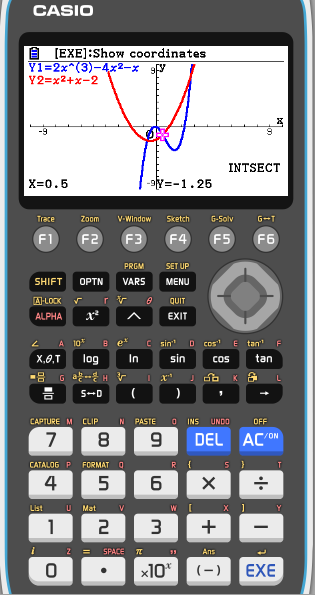 CASIO
[EXE]:Show coordinates
Y1=2x^(3)-4x²-x
Y2=x²+x-2
9
y
x
-9
9
O
INTSECT
X=0.5
-9
Y=-1.25
Trace Zoom V-Window Sketch G-Solv G↔T
F1 F2 F3 F4 F5 F6
PRGM SET UP
SHIFT OPTN VARS MENU
A-LOCK √ r ∛ θ QUIT
ALPHA x² ^ EXIT
∠ A 10ˣ B eˣ C sin⁻¹ D cos⁻¹ E tan⁻¹ F
X,θ,T log ln sin cos tan
G a b/c↔d/c H ∛ I x⁻¹ J K L
S↔D ( ) , →
CAPTURE M CLIP N PASTE O INS UNDO OFF
7 8 9 DEL AC/ON
CATALOG P FORMAT Q R { S } T
4 5 6 × ÷
List U Mat V W [ X ] Y
1 2 3 + −
i Z = SPACE π " Ans ↵
0 • ×10ˣ (−) EXE